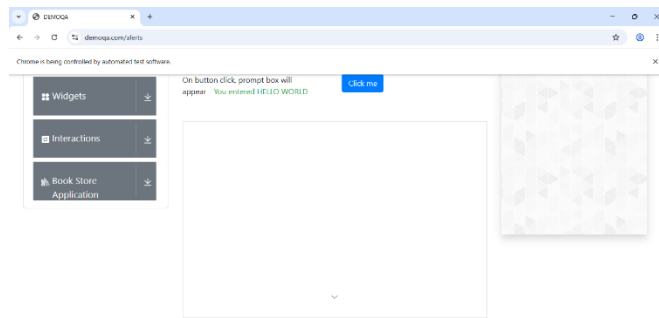 DEMOQA
demoqa.com/alerts
Chrome is being controlled by automated test software.
Widgets
Interactions
Book Store
Application
On button click, prompt box will
appear You entered HELLO WORLD
Click me